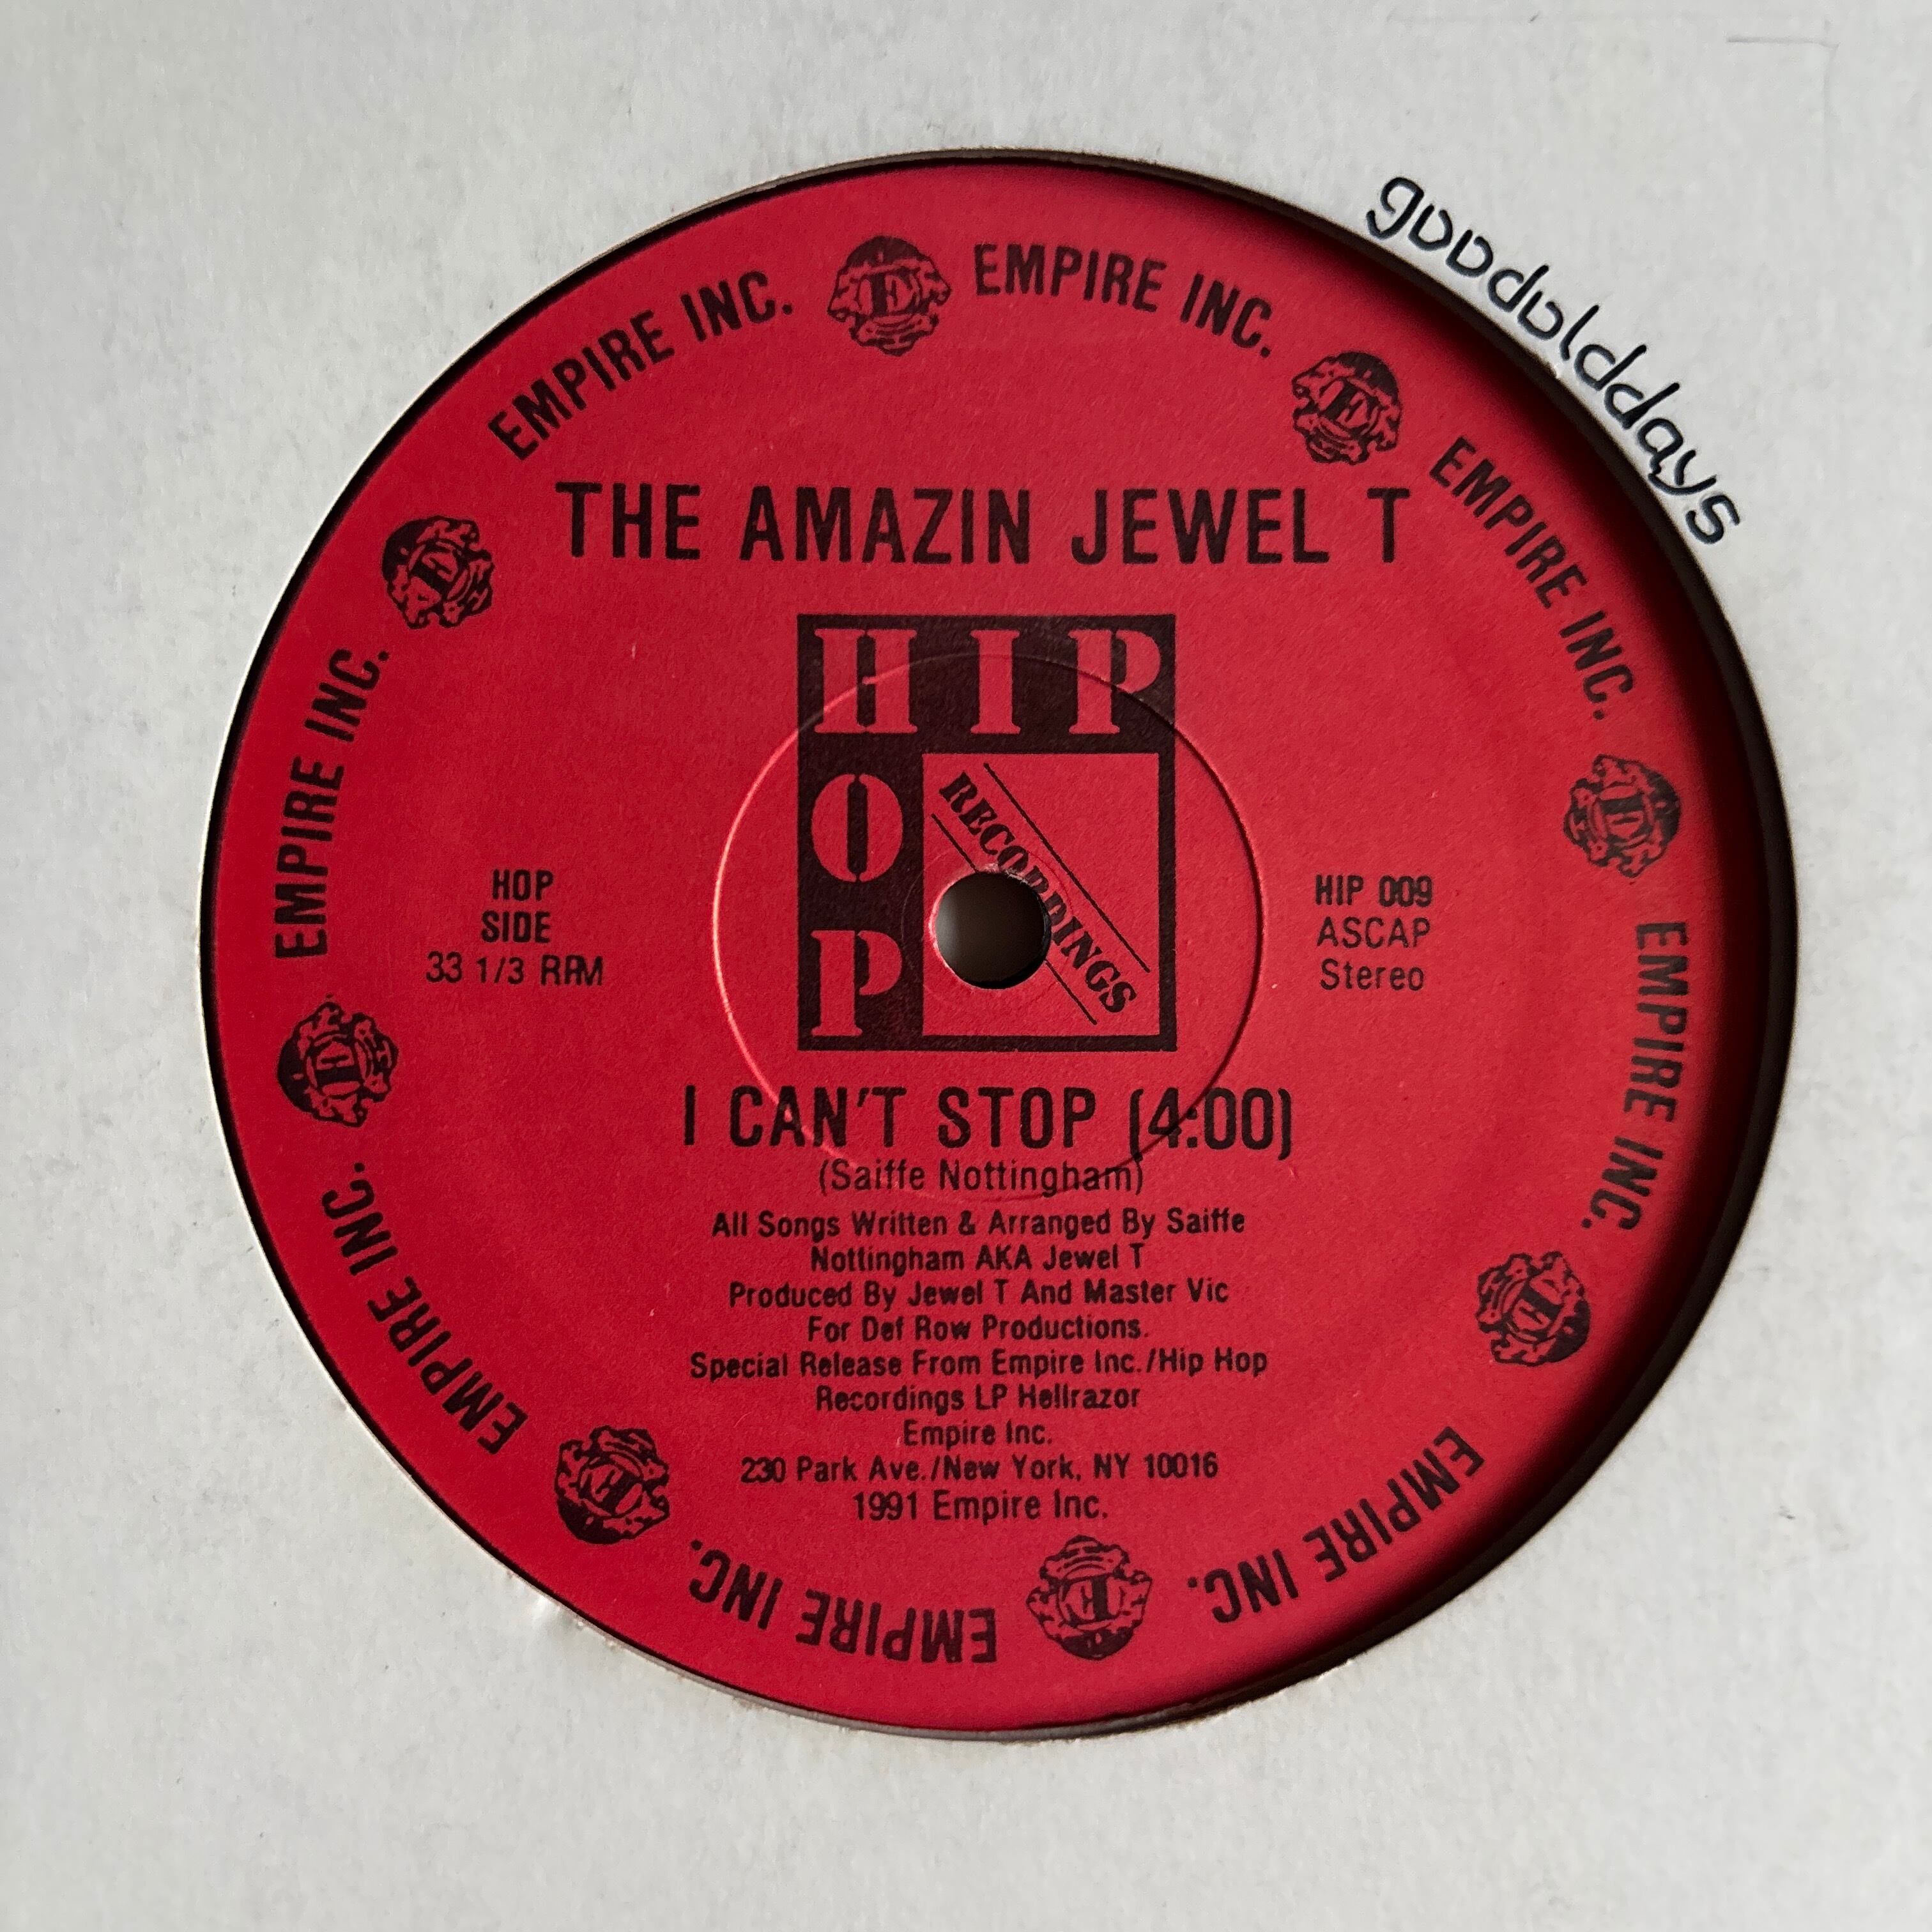 goodolddays
EMPIRE INC.
EMPIRE INC.
EMPIRE INC.
EMPIRE INC.
EMPIRE INC.
EMPIRE INC.
EMPIRE INC.
EMPIRE INC.
E
E
E
E
E
E
E
E
THE AMAZIN JEWEL T
HIP
HOP
RECORDINGS
HOP
SIDE
33 1/3 RPM
HIP 009
ASCAP
Stereo
I CAN'T STOP (4:00)
(Saiffe Nottingham)
All Songs Written & Arranged By Saiffe
Nottingham AKA Jewel T
Produced By Jewel T And Master Vic
For Def Row Productions.
Special Release From Empire Inc./Hip Hop
Recordings LP Hellrazor
Empire Inc.
230 Park Ave./New York, NY 10016
1991 Empire Inc.